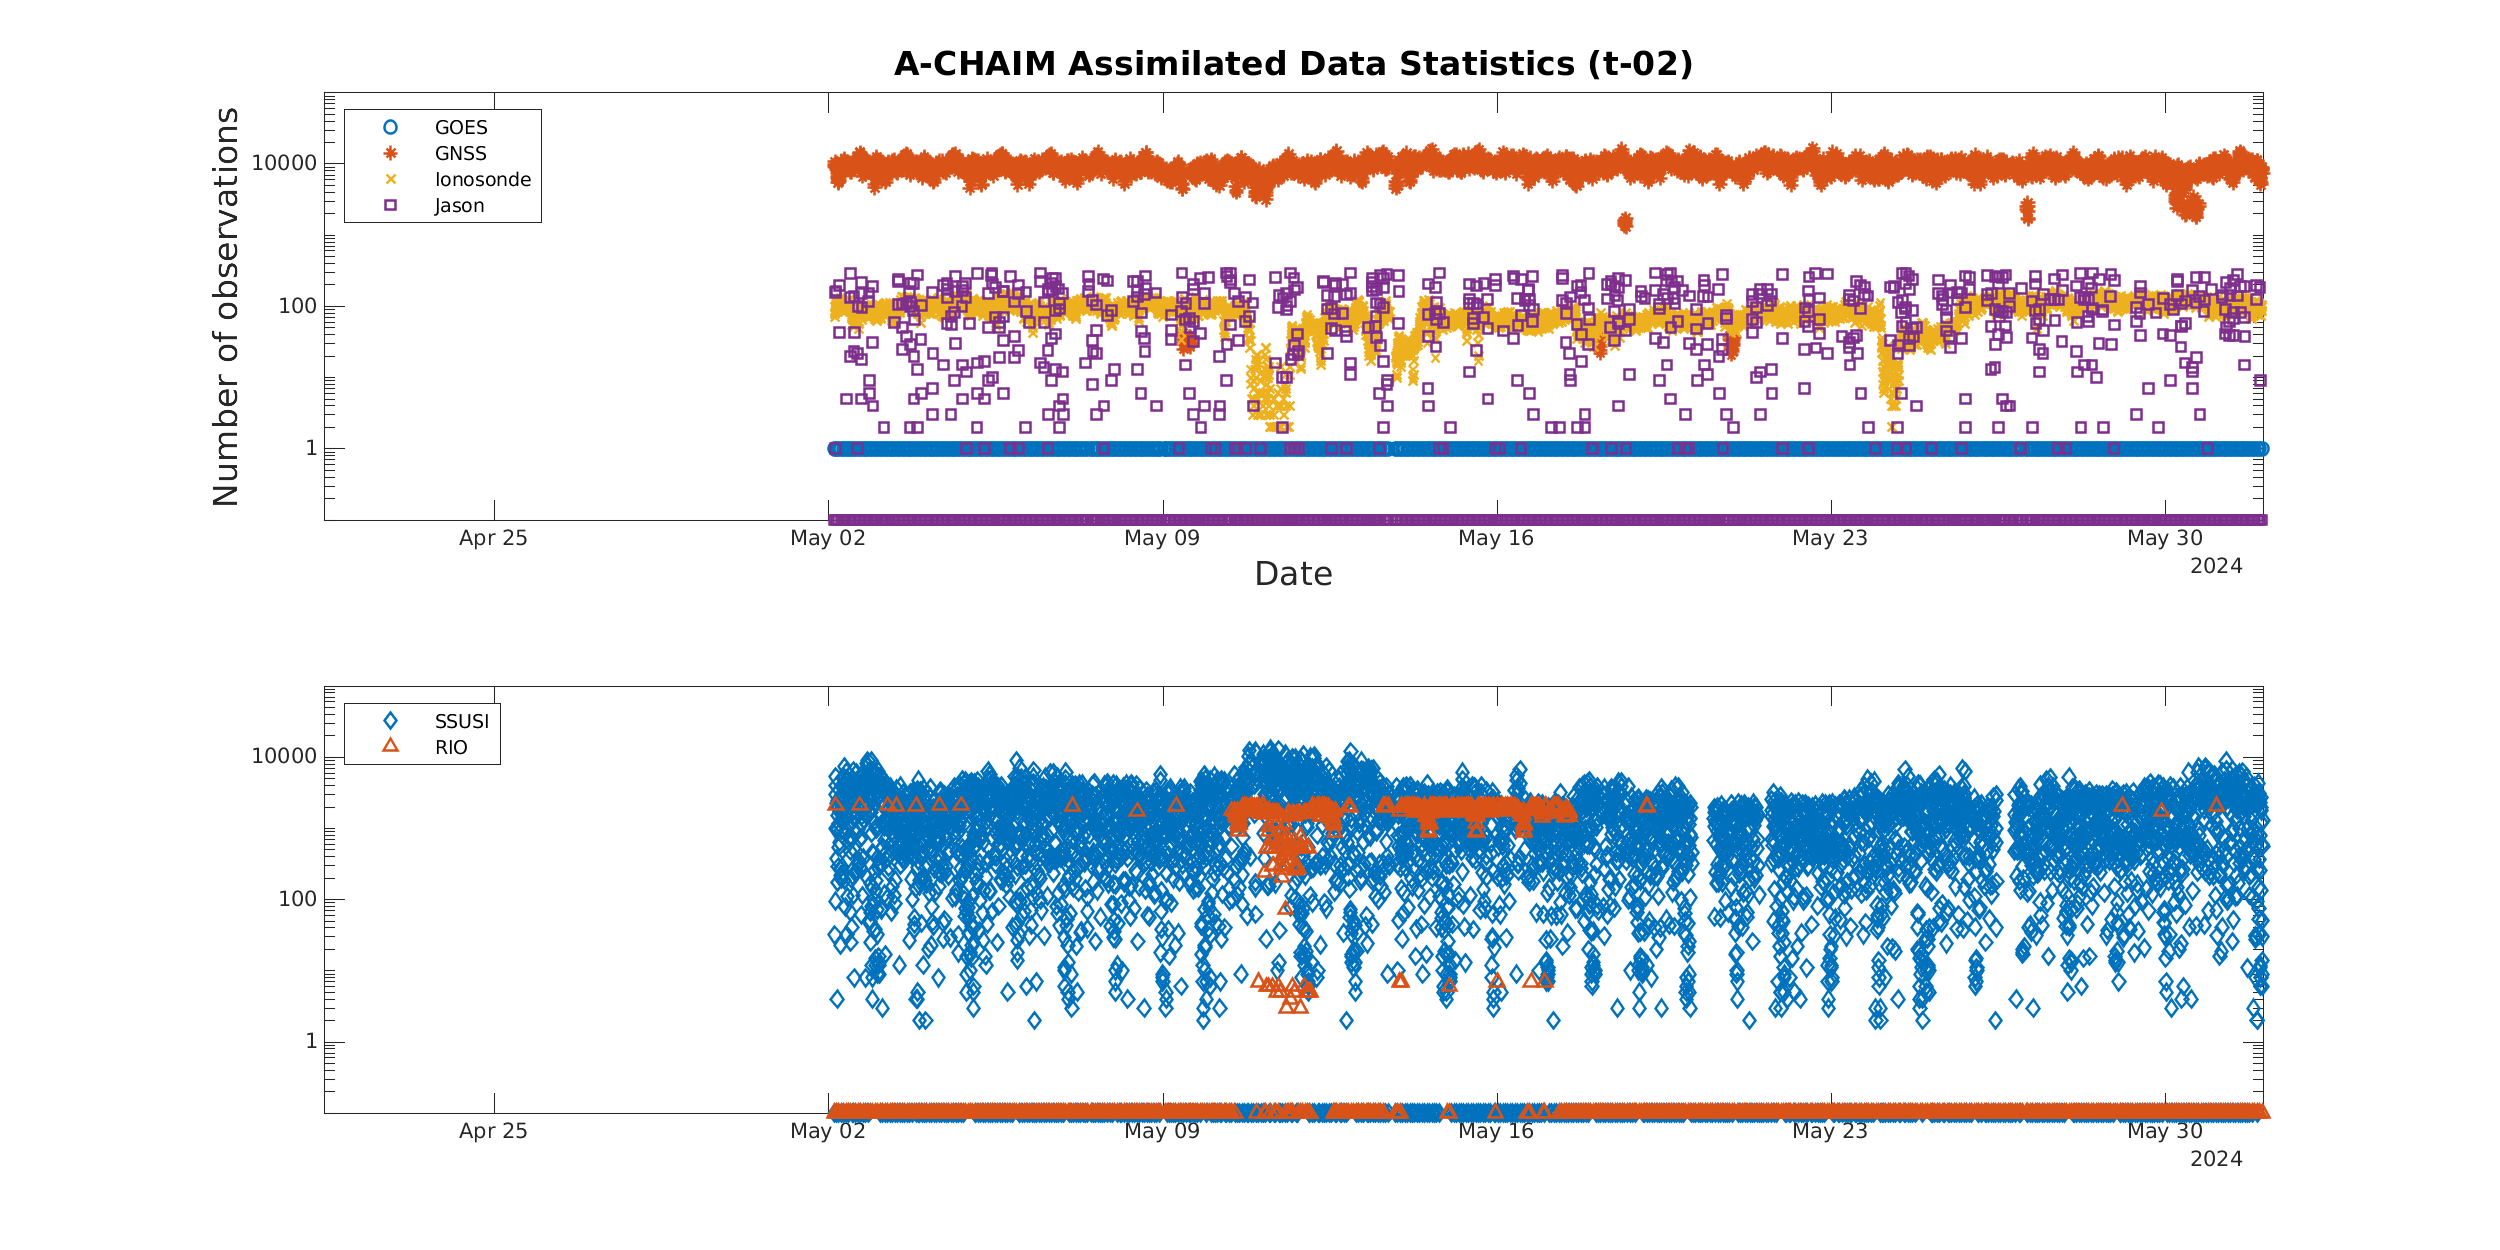 A-CHAIM Assimilated Data Statistics (t-02)
Number of observations
10000
100
1
GOES
GNSS
Ionosonde
Jason
Apr 25
May 02
May 09
May 16
May 23
May 30
2024
Date
10000
100
1
SSUSI
RIO
Apr 25
May 02
May 09
May 16
May 23
May 30
2024